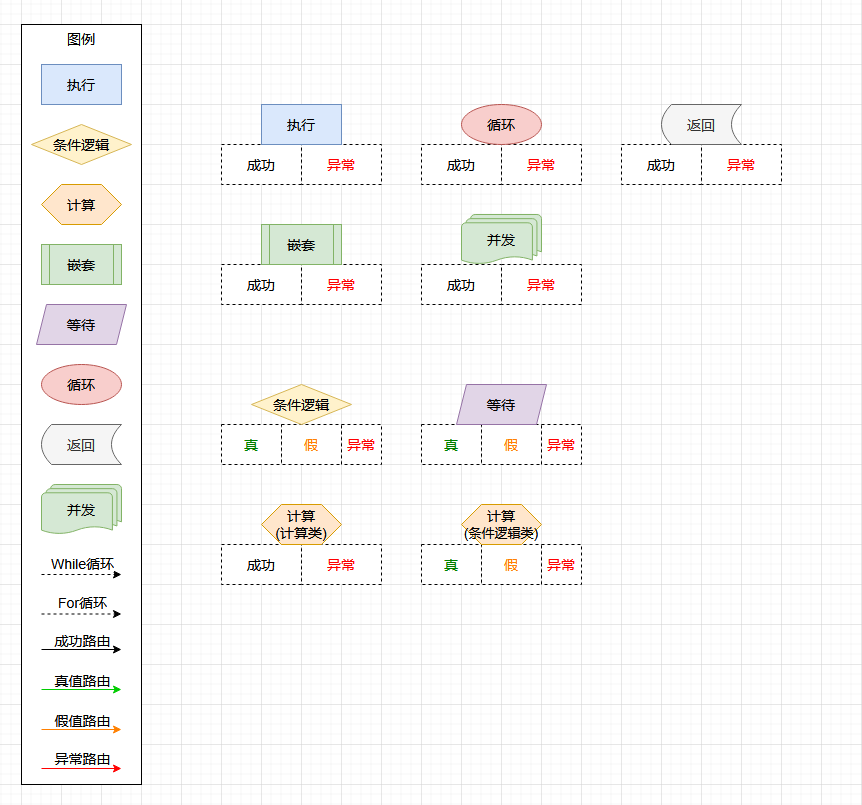 图例
执行
条件逻辑
计算
嵌套
等待
循环
返回
并发
While循环
For循环
成功路由
真值路由
假值路由
异常路由
执行
成功 异常
循环
成功 异常
返回
成功 异常
嵌套
成功 异常
并发
成功 异常
条件逻辑
真 假 异常
等待
真 假 异常
计算
(计算类)
成功 异常
计算
(条件逻辑类)
真 假 异常